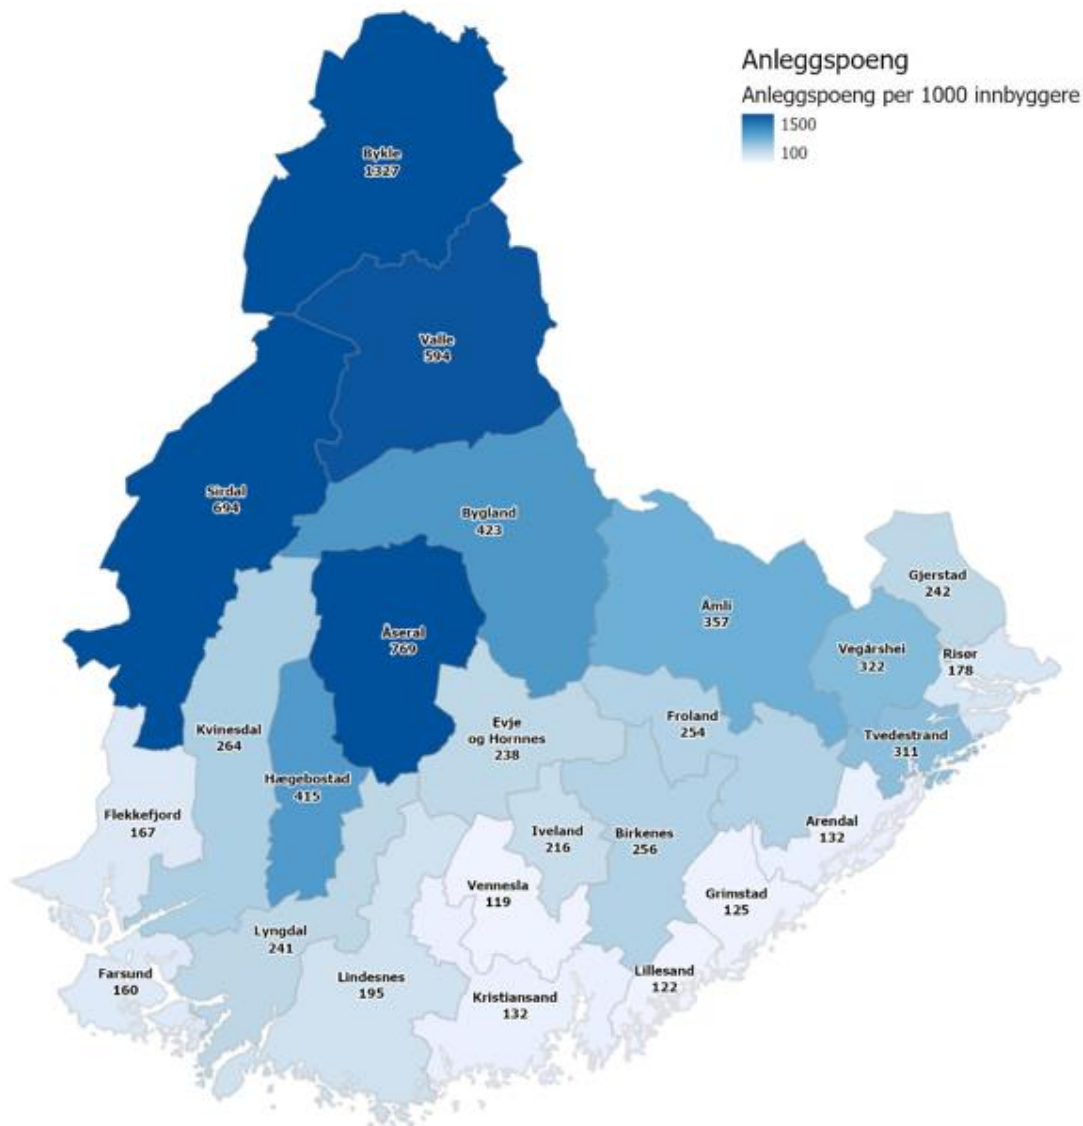 Anleggspoeng
Anleggspoeng per 1000 innbyggere
1500
100
Bykle
1327
Valle
594
Sirdal
694
Bygland
423
Gjerstad
242
Åmli
357
Åseral
769
Vegårshei
322
Risør
178
Kvinesdal
264
Evje
og Hornnes
238
Froland
254
Tvedestrand
311
Hægebostad
415
Flekkefjord
167
Iveland
216
Birkenes
256
Arendal
132
Vennesla
119
Grimstad
125
Lyngdal
241
Farsund
160
Lindesnes
195
Kristiansand
132
Lillesand
122